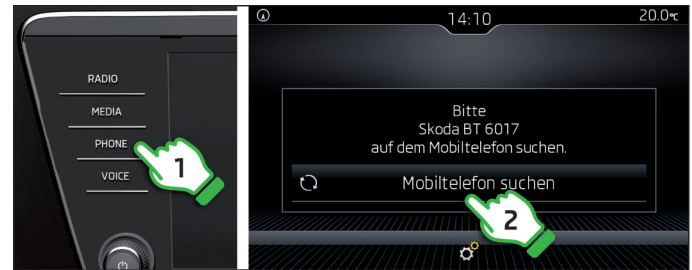 RADIO
MEDIA
PHONE
VOICE
1
14:10
20.0°C
Bitte
Skoda BT 6017
auf dem Mobiltelefon suchen.
Mobiltelefon suchen
2